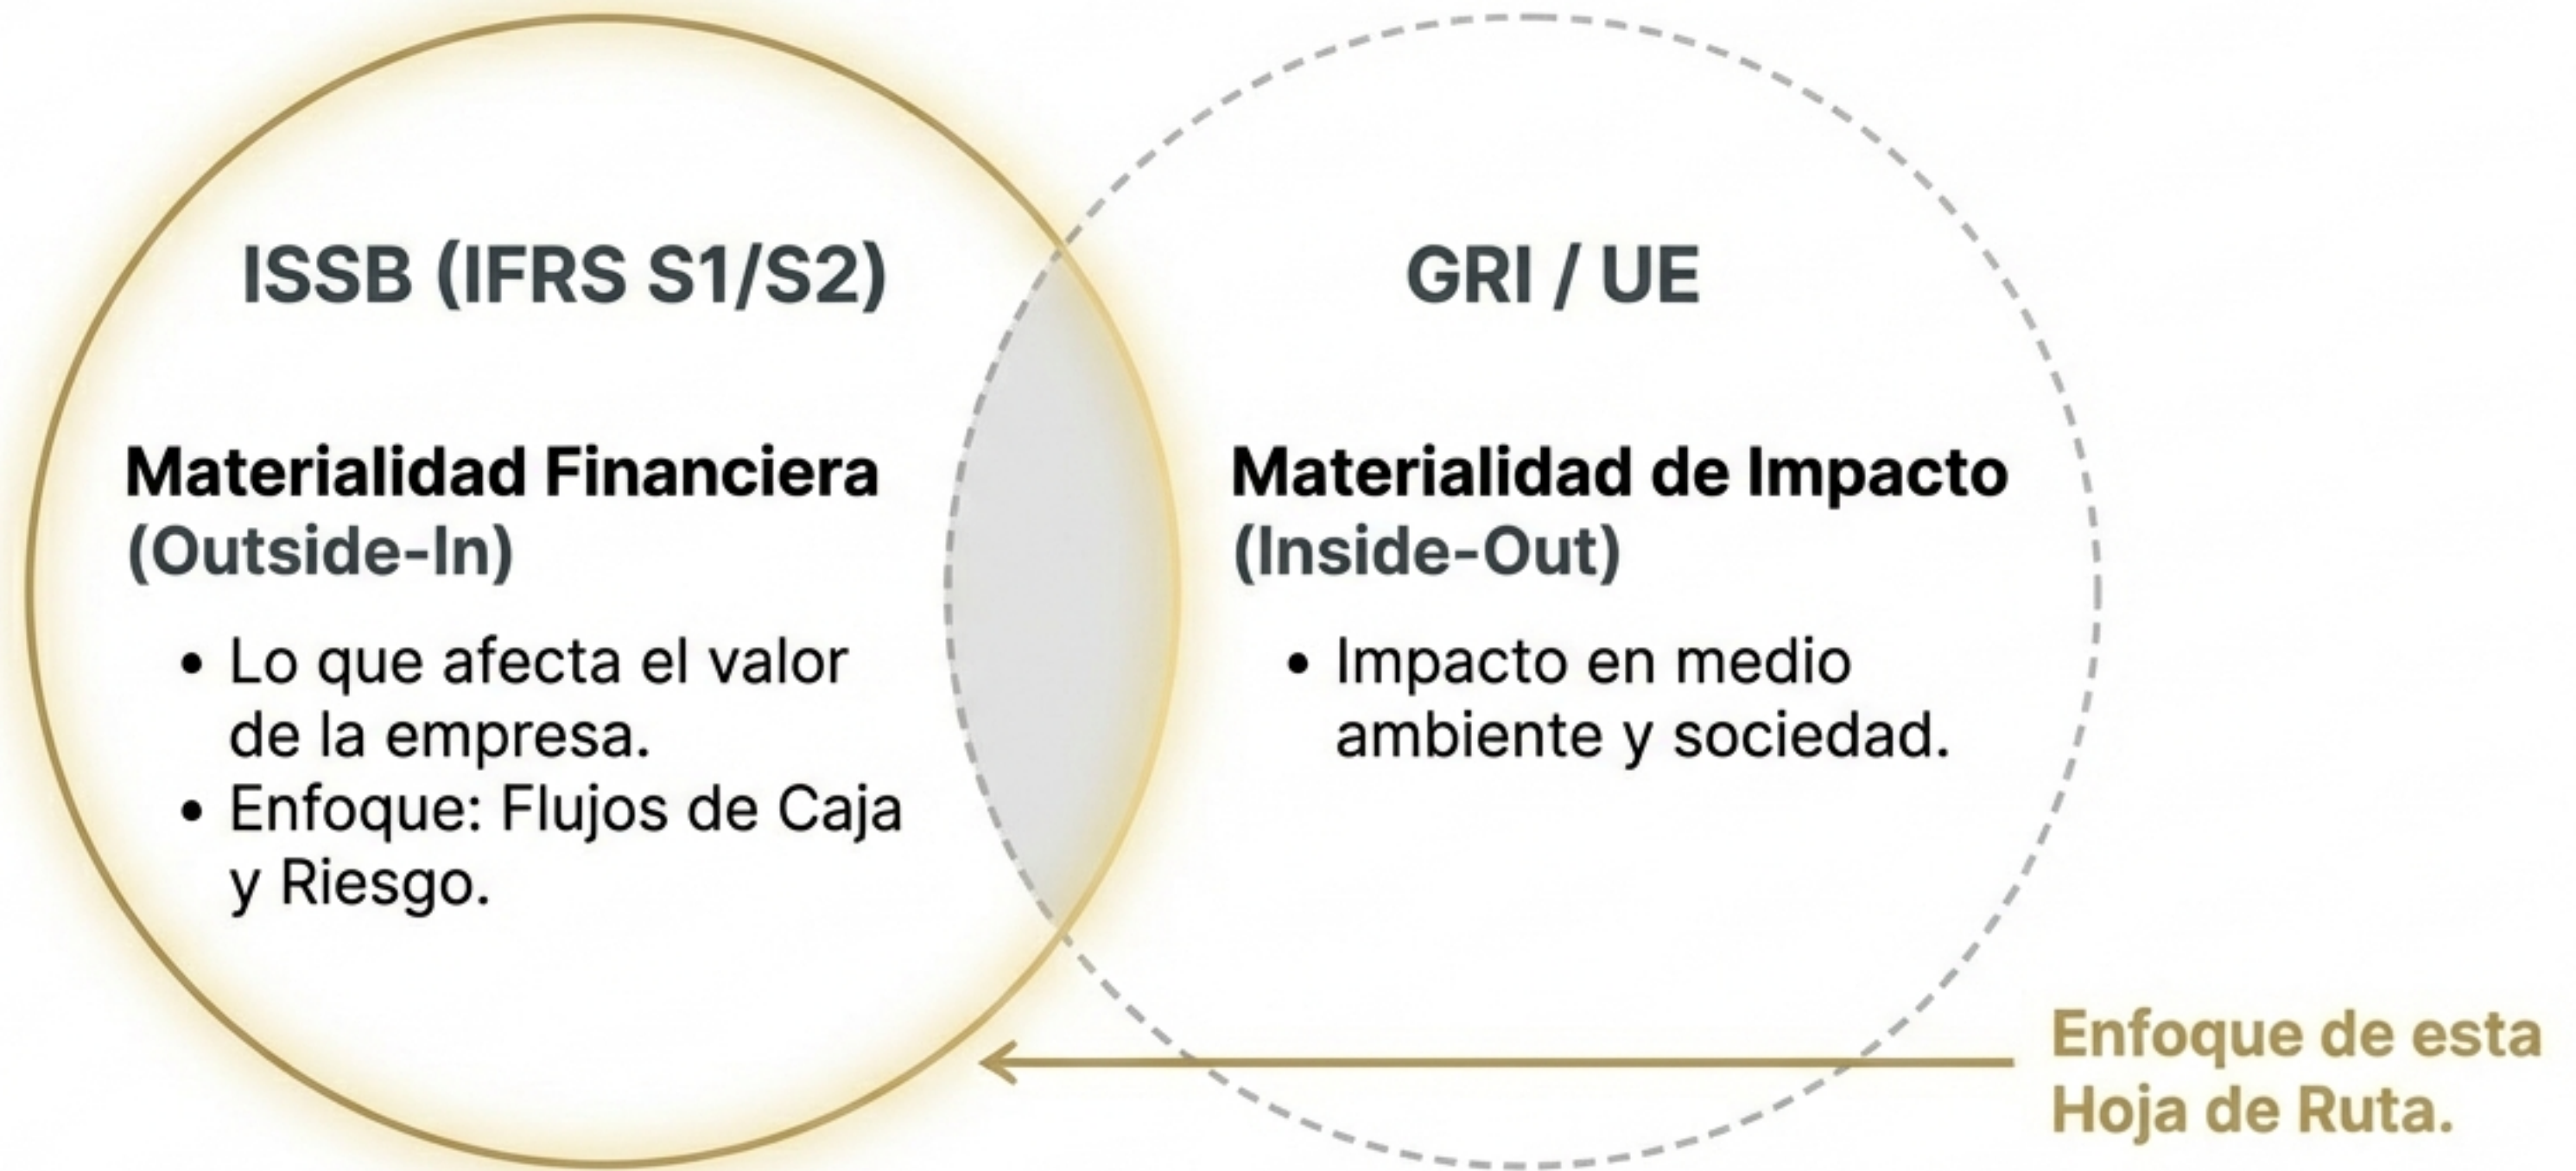 ISSB (IFRS S1/S2)
Materialidad Financiera
(Outside-In)
• Lo que afecta el valor
de la empresa.
• Enfoque: Flujos de Caja
y Riesgo.
GRI / UE
Materialidad de Impacto
(Inside-Out)
• Impacto en medio
ambiente y sociedad.
Enfoque de esta
Hoja de Ruta.